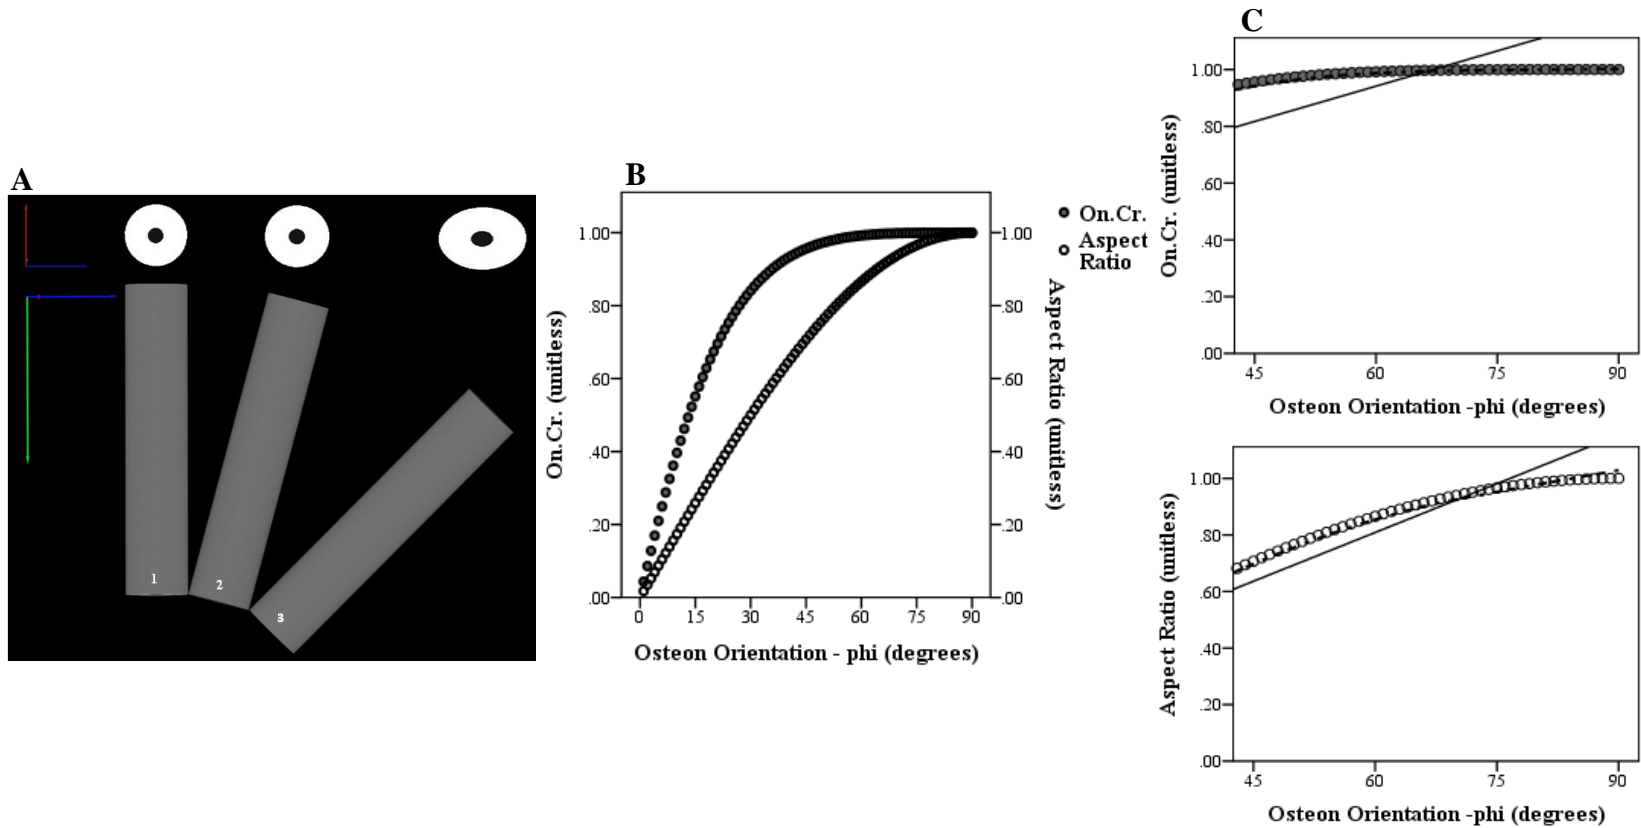 A
1
2
3
B
On.Cr. (unitless)
1.00
.80
.60
.40
.20
.00
0 15 30 45 60 75 90
Osteon Orientation - phi (degrees)
1.00
.80
.60
.40
.20
.00
Aspect Ratio (unitless)
On.Cr.
Aspect
Ratio
C
On.Cr. (unitless)
1.00
.80
.60
.40
.20
.00
45 60 75 90
Osteon Orientation -phi (degrees)
Aspect Ratio (unitless)
1.00
.80
.60
.40
.20
.00
45 60 75 90
Osteon Orientation -phi (degrees)